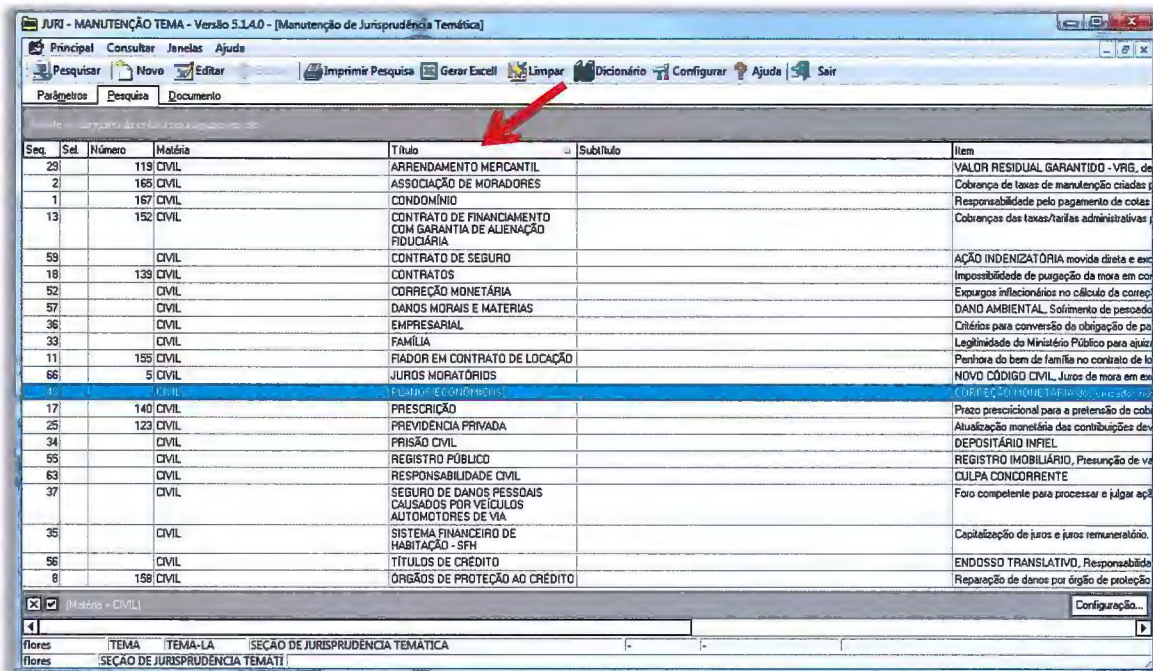 JURI - MANUTENÇÃO TEMA - Versão 5.1.4.0 - [Manutenção de Jurisprudência Temática]
Principal Consultar Janelas Ajuda
Pesquisar Novo Editar Imprimir Pesquisa Gerar Excell Limpar Dicionário Configurar Ajuda Sair
Parâmetros Pesquisa Documento
Seq. Sel. Número Matéria Título Subtítulo Item
29 119 CIVIL ARRENDAMENTO MERCANTIL VALOR RESIDUAL GARANTIDO - VRG, de
2 165 CIVIL ASSOCIAÇÃO DE MORADORES Cobrança de taxas de manutenção criadas p
1 167 CIVIL CONDOMÍNIO Responsabilidade pelo pagamento de cotas
13 152 CIVIL CONTRATO DE FINANCIAMENTO Cobranças das taxas/tarifas administrativas p
COM GARANTIA DE ALIENAÇÃO
FIDUCIÁRIA
59 CIVIL CONTRATO DE SEGURO AÇÃO INDENIZATÓRIA movida direta e exc
18 139 CIVIL CONTRATOS Impossibilidade de purgação da mora em con
52 CIVIL CORREÇÃO MONETÁRIA Expurgos inflacionários no cálculo da correç
57 CIVIL DANOS MORAIS E MATERIAS DANO AMBIENTAL, Sofrimento de pescado
36 CIVIL EMPRESARIAL Critérios para conversão da obrigação de pa
33 CIVIL FAMÍLIA Legitimidade do Ministério Público para ajuiz
11 155 CIVIL FIADOR EM CONTRATO DE LOCAÇÃO Penhora do bem de família no contrato de lo
66 5 CIVIL JUROS MORATÓRIOS NOVO CÓDIGO CIVIL, Juros de mora em ex
CIVIL PLANOS ECONÔMICOS CORREÇÃO MONETÁRIA
17 140 CIVIL PRESCRIÇÃO Prazo prescricional para a pretensão de cobr
25 123 CIVIL PREVIDÊNCIA PRIVADA Atualização monetária das contribuições dev
34 CIVIL PRISÃO CIVIL DEPOSITÁRIO INFIEL
55 CIVIL REGISTRO PÚBLICO REGISTRO IMOBILIÁRIO, Presunção de va
63 CIVIL RESPONSABILIDADE CIVIL CULPA CONCORRENTE
37 CIVIL SEGURO DE DANOS PESSOAIS Foro competente para processar e julgar açã
CAUSADOS POR VEÍCULOS
AUTOMOTORES DE VIA
35 CIVIL SISTEMA FINANCEIRO DE Capitalização de juros e juros remuneratório.
HABITAÇÃO - SFH
56 CIVIL TÍTULOS DE CRÉDITO ENDOSSO TRANSLATIVO, Responsabilida
8 158 CIVIL ÓRGÃOS DE PROTEÇÃO AO CRÉDITO Reparação de danos por órgão de proteção
(Matéria = CIVIL) Configuração...
flores TEMA TEMA-LA SEÇÃO DE JURISPRUDÊNCIA TEMÁTICA - -
flores SEÇÃO DE JURISPRUDÊNCIA TEMÁTI